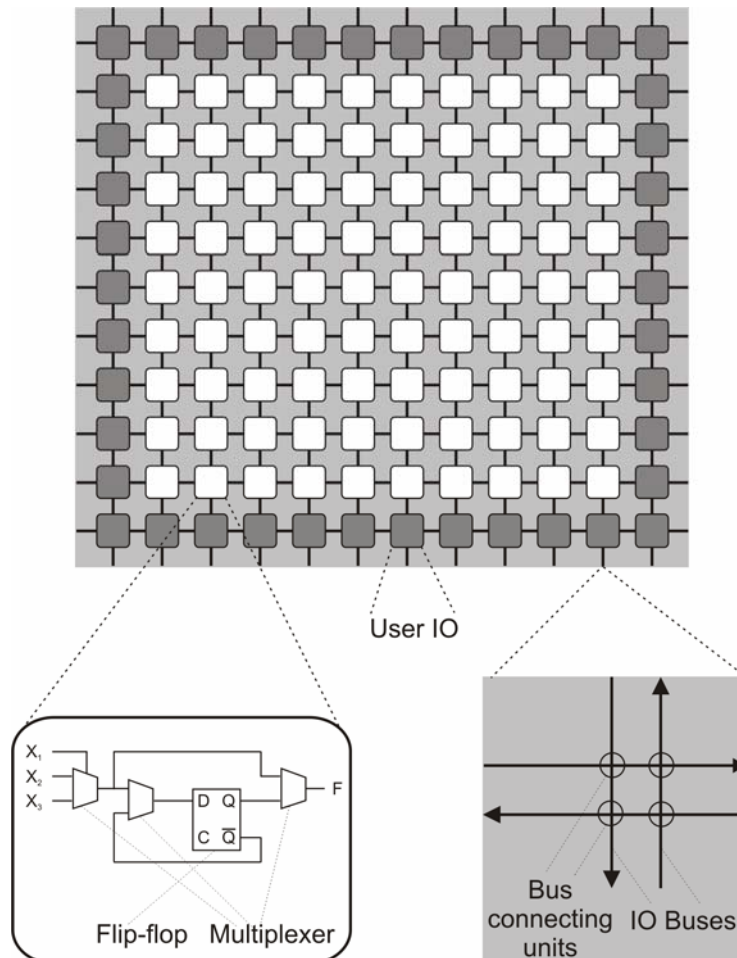 User IO
X₁
X₂
X₃
D Q
C Q̅
F
Flip-flop Multiplexer
Bus
connecting
units
IO Buses